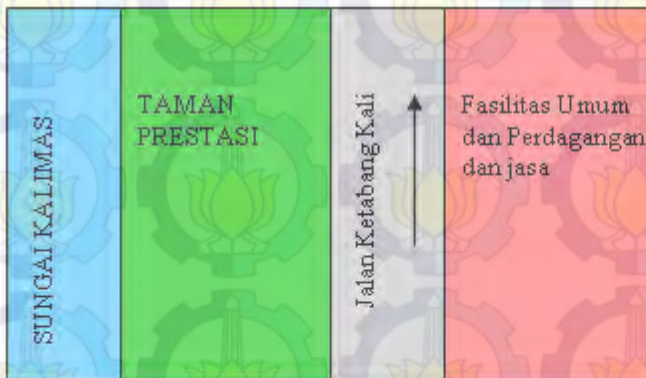 SUNGAI KALIMAS
TAMAN
PRESTASI
Jalan Ketabang Kali
Fasilitas Umum
dan Perdagangan
dan jasa